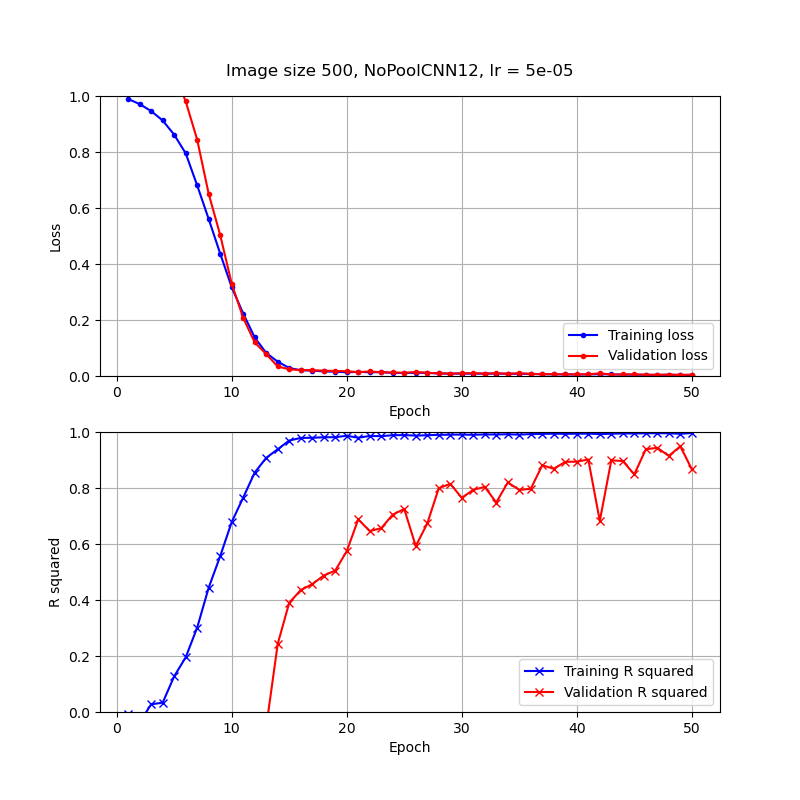 Image size 500, NoPoolCNN12, lr = 5e-05
1.0
0.8
0.6
0.4
0.2
0.0
Loss
Training loss
Validation loss
0 10 20 30 40 50
Epoch
1.0
0.8
0.6
0.4
0.2
0.0
R squared
Training R squared
Validation R squared
0 10 20 30 40 50
Epoch